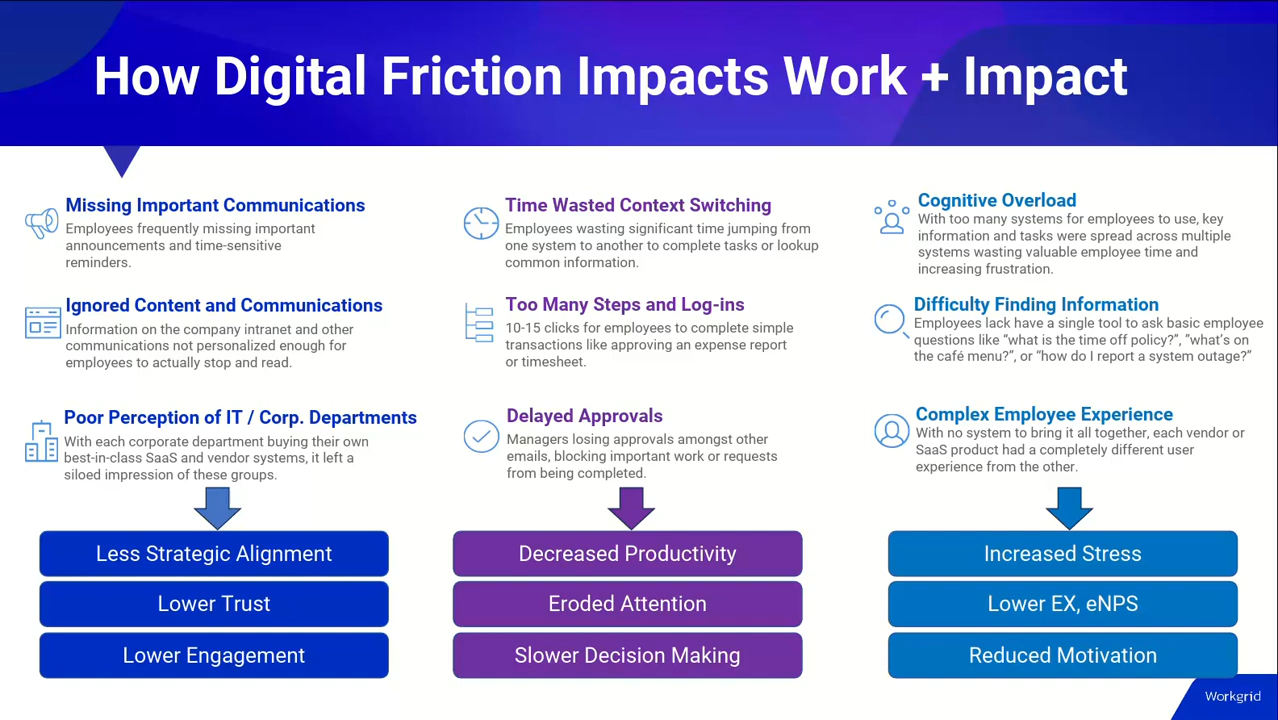 How Digital Friction Impacts Work + Impact
Missing Important Communications
Employees frequently missing important
announcements and time-sensitive
reminders.
Ignored Content and Communications
Information on the company intranet and other
communications not personalized enough for
employees to actually stop and read.
Poor Perception of IT / Corp. Departments
With each corporate department buying their own
best-in-class SaaS and vendor systems, it left a
siloed impression of these groups.
Less Strategic Alignment
Lower Trust
Lower Engagement
Time Wasted Context Switching
Employees wasting significant time jumping from
one system to another to complete tasks or lookup
common information.
Too Many Steps and Log-ins
10-15 clicks for employees to complete simple
transactions like approving an expense report
or timesheet.
Delayed Approvals
Managers losing approvals amongst other
emails, blocking important work or requests
from being completed.
Decreased Productivity
Eroded Attention
Slower Decision Making
Cognitive Overload
With too many systems for employees to use, key
information and tasks were spread across multiple
systems wasting valuable employee time and
increasing frustration.
Difficulty Finding Information
Employees lack have a single tool to ask basic employee
questions like “what is the time off policy?”, “what’s on
the café menu?”, or “how do I report a system outage?”
Complex Employee Experience
With no system to bring it all together, each vendor or
SaaS product had a completely different user
experience from the other.
Increased Stress
Lower EX, eNPS
Reduced Motivation
Workgrid